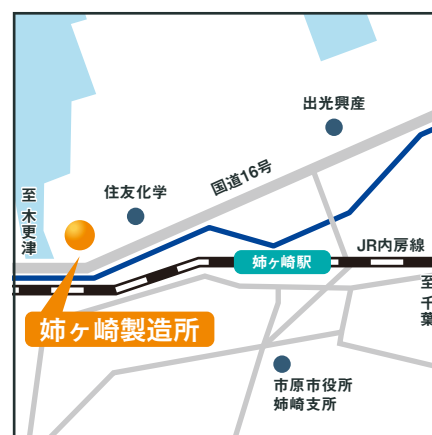 出光興産
国道16号
住友化学
至 木更津
JR内房線
姉ヶ崎駅
至 千葉
姉ヶ崎製造所
市原市役所
姉崎支所